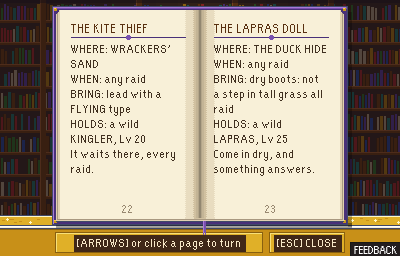 THE KITE THIEF
WHERE: WRACKERS'
SAND
WHEN: any raid
BRING: lead with a
FLYING type
HOLDS: a wild
KINGLER, Lv 20
It waits there, every
raid.
22
THE LAPRAS DOLL
WHERE: THE DUCK HIDE
WHEN: any raid
BRING: dry boots: not
a step in tall grass all
raid
HOLDS: a wild
LAPRAS, Lv 25
Come in dry, and
something answers.
23
[ARROWS] or click a page to turn
[ESC] CLOSE
FEEDBACK